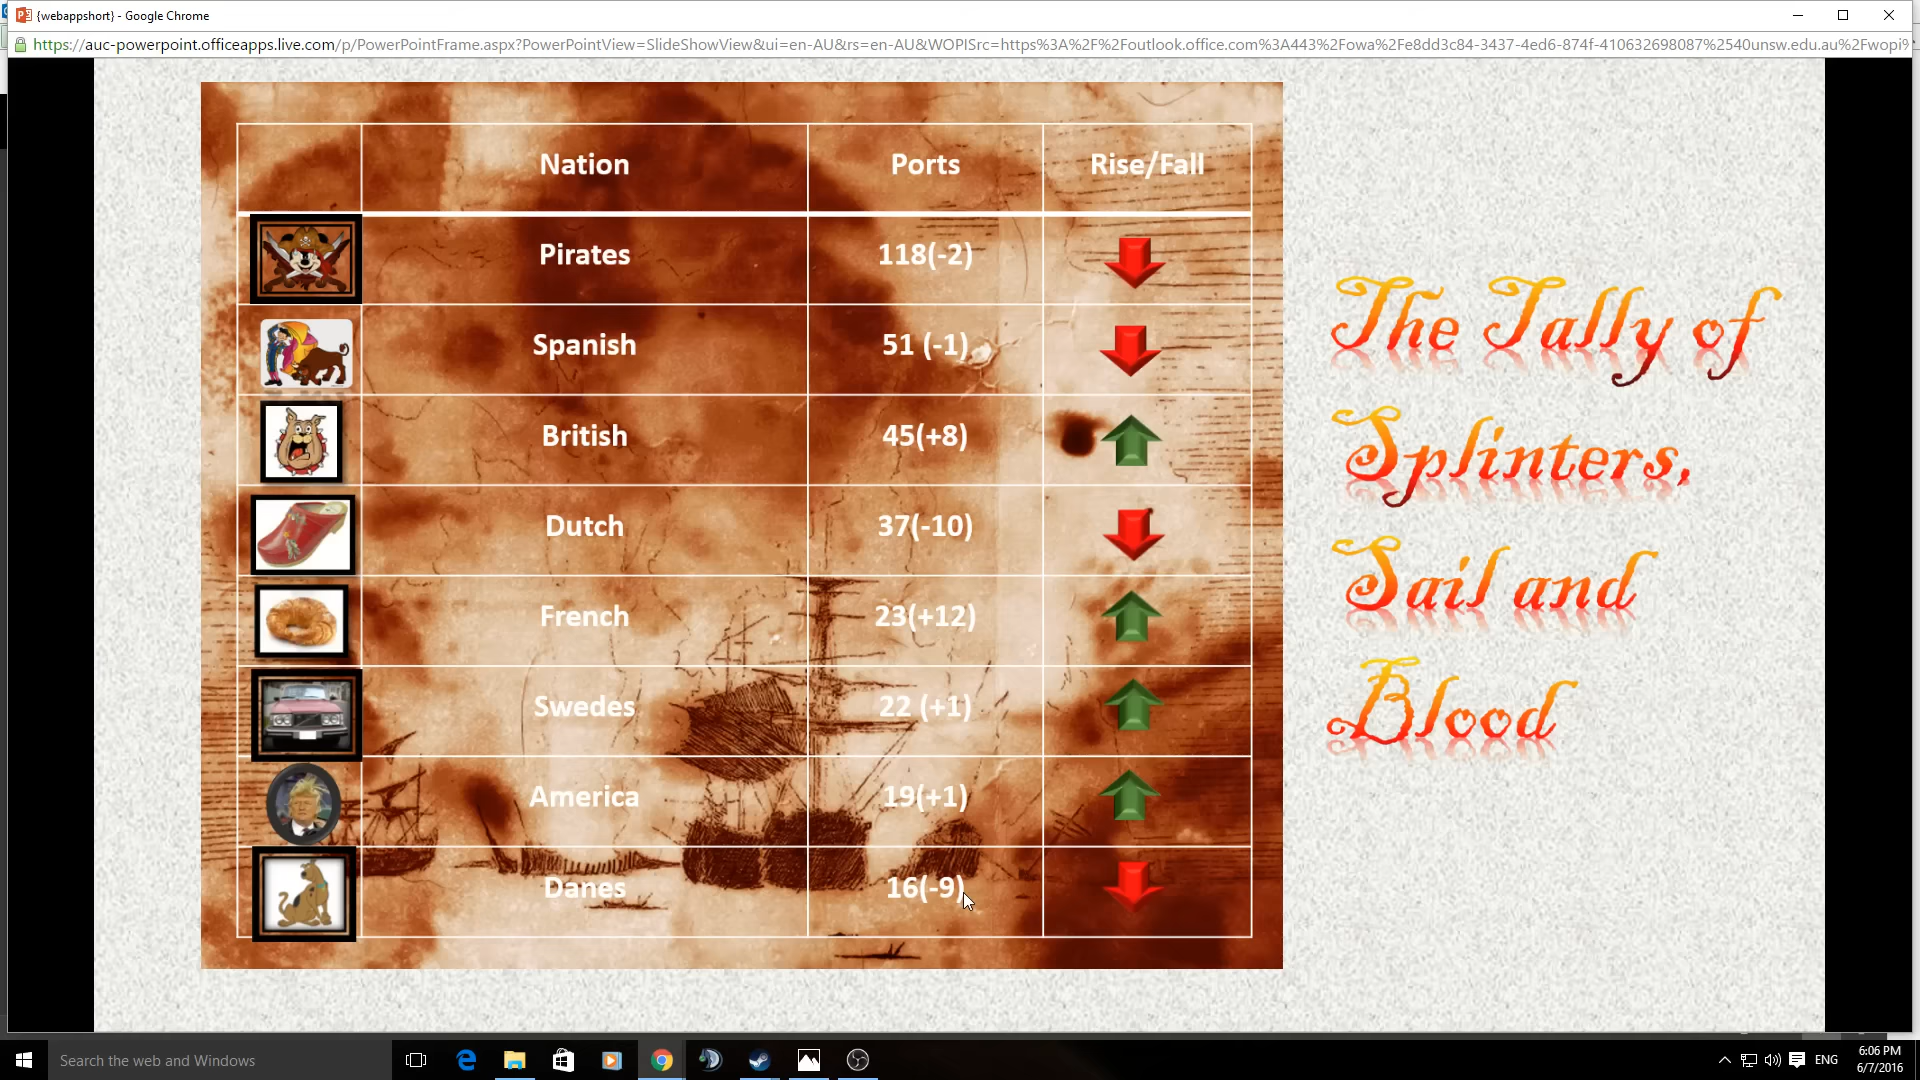 {webappshort} - Google Chrome
https://auc-powerpoint.officeapps.live.com/p/PowerPointFrame.aspx?PowerPointView=SlideShowView&ui=en-AU&rs=en-AU&WOPISrc=https%3A%2F%2Foutlook.office.com%3A443%2Fowa%2Fe8dd3c84-3437-4ed6-874f-410632698087%2540unsw.edu.au%2Fwopi%
Nation Ports Rise/Fall
Pirates 118(-2)
Spanish 51 (-1)
British 45(+8)
Dutch 37(-10)
French 23(+12)
Swedes 22 (+1)
America 19(+1)
Danes 16(-9)
The Tally of
Splinters,
Sail and
Blood
Search the web and Windows
ENG
6:06 PM
6/7/2016